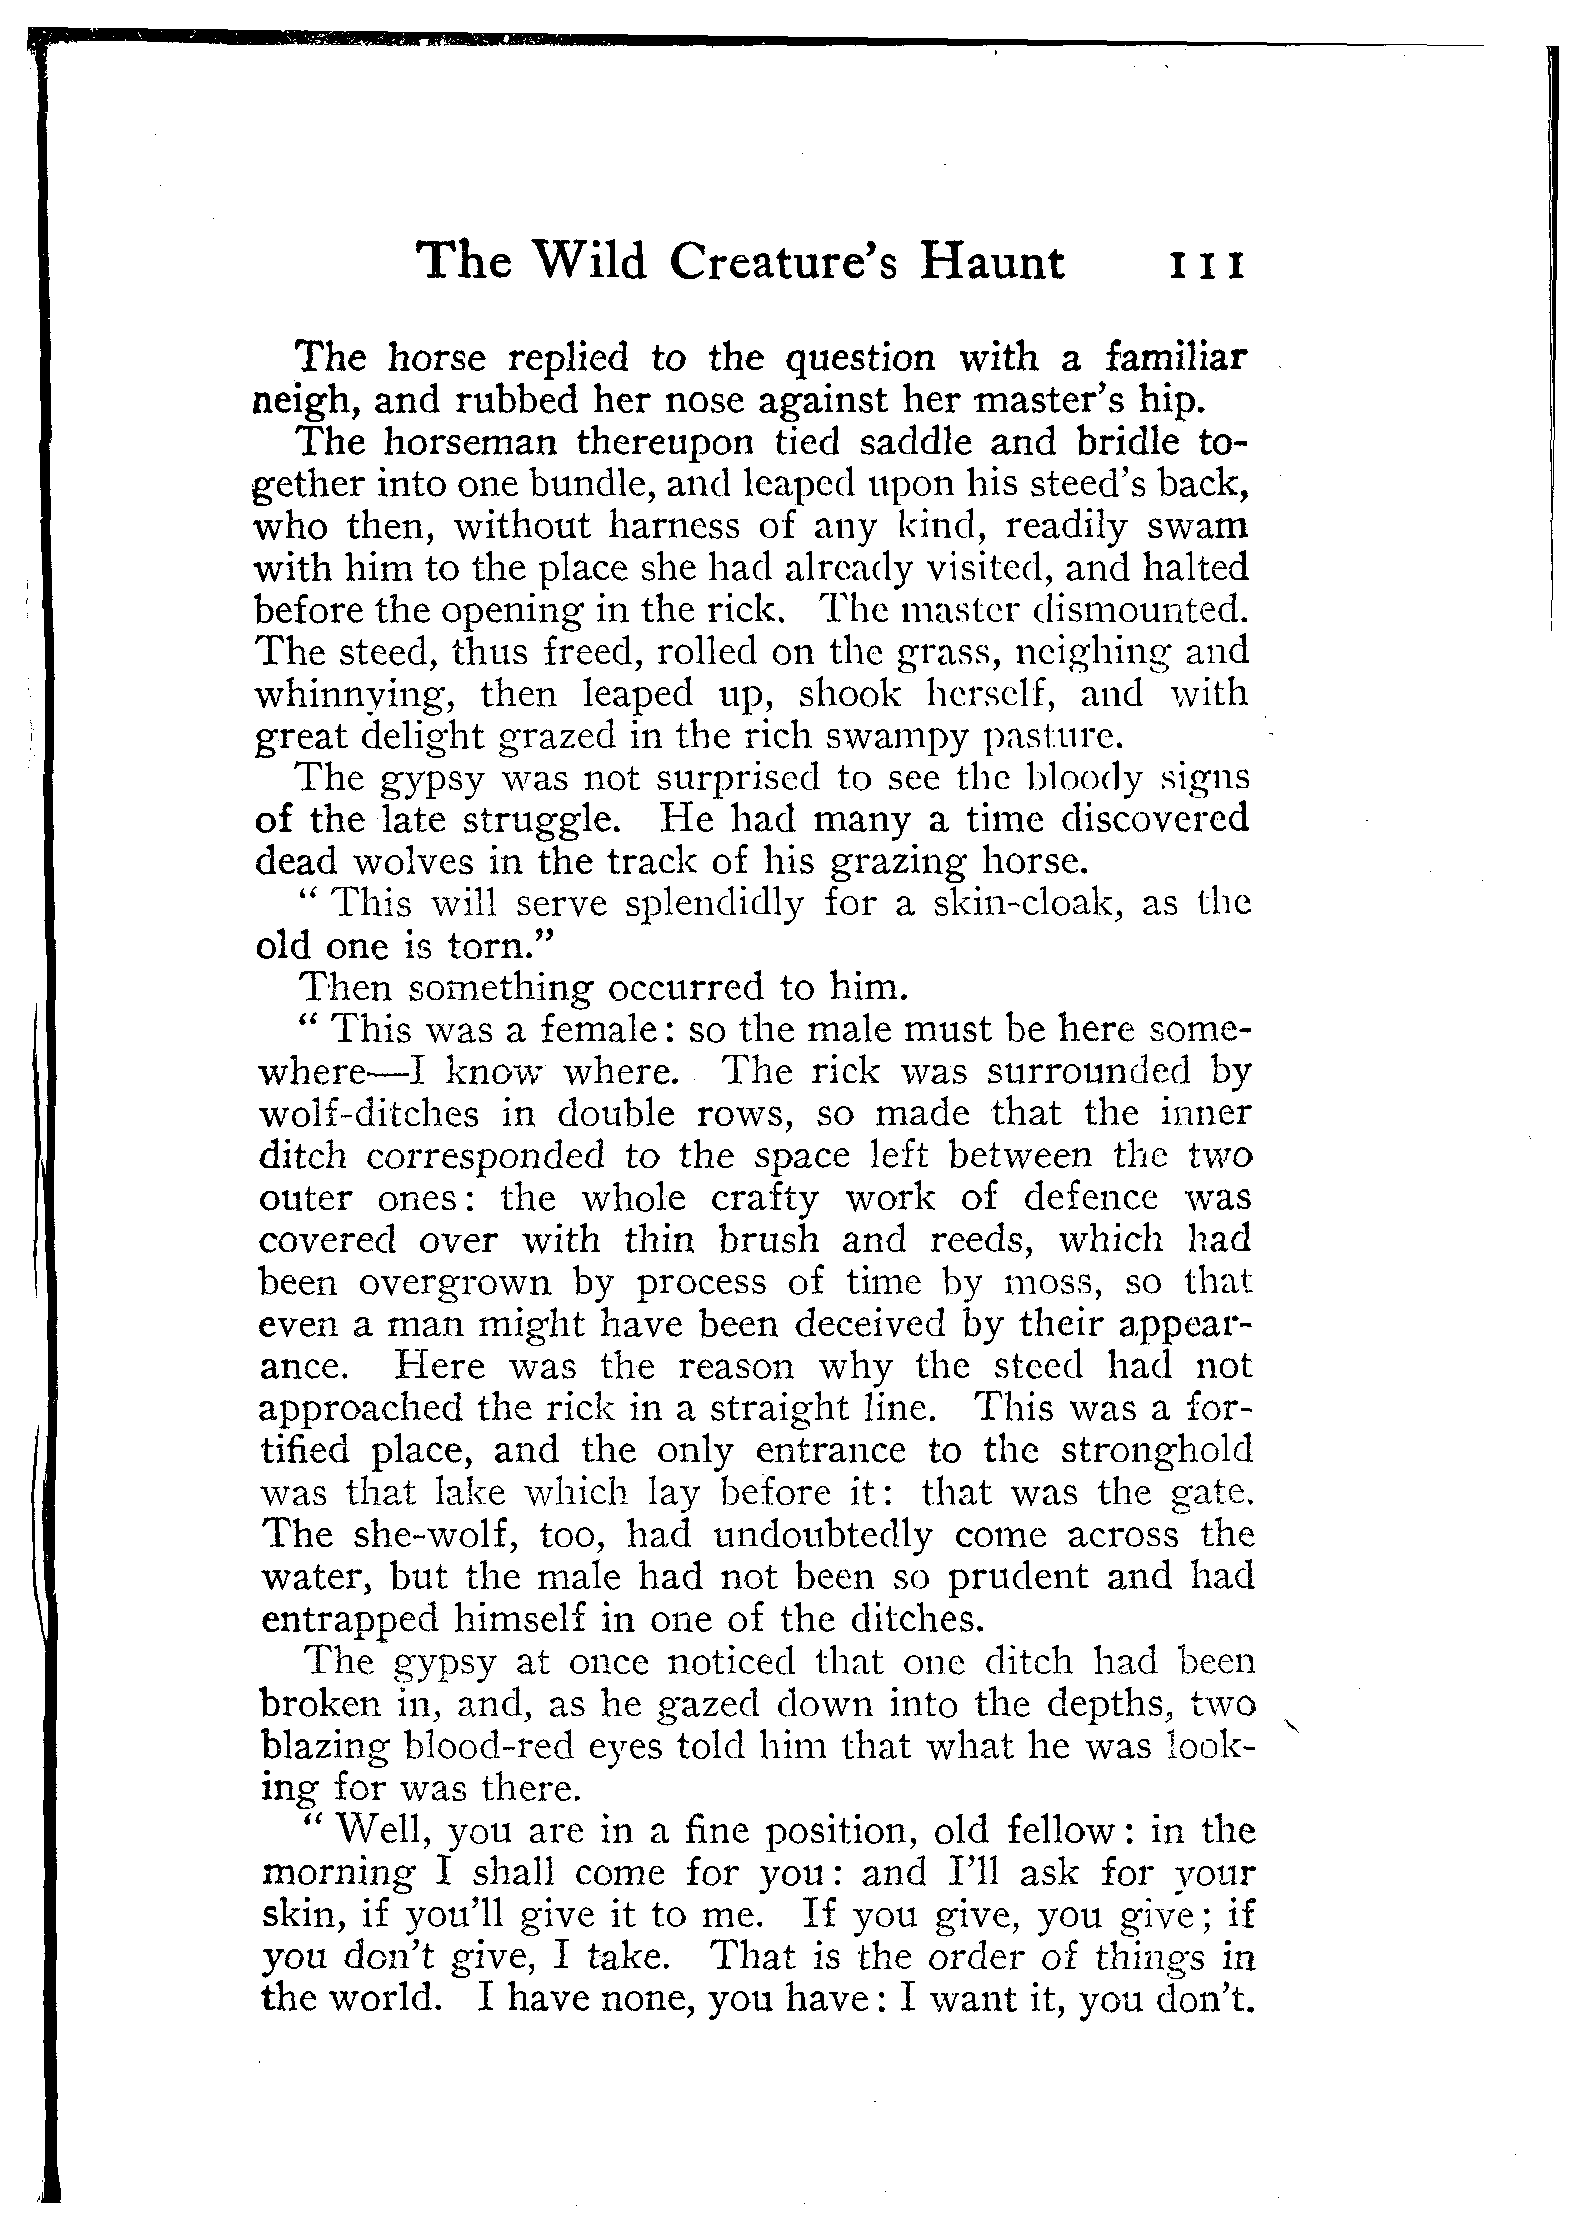 The Wild Creature's Haunt 111
The horse replied to the question with a familiar
neigh, and rubbed her nose against her master's hip.
The horseman thereupon tied saddle and bridle to-
gether into one bundle, and leaped upon his steed's back,
who then, without harness of any kind, readily swam
with him to the place she had already visited, and halted
before the opening in the rick. The master dismounted.
The steed, thus freed, rolled on the grass, neighing and
whinnying, then leaped up, shook herself, and with
great delight grazed in the rich swampy pasture.
The gypsy was not surprised to see the bloody signs
of the late struggle. He had many a time discovered
dead wolves in the track of his grazing horse.
“ This will serve splendidly for a skin-cloak, as the
old one is torn.”
Then something occurred to him.
“ This was a female: so the male must be here some-
where—I know where. The rick was surrounded by
wolf-ditches in double rows, so made that the inner
ditch corresponded to the space left between the two
outer ones: the whole crafty work of defence was
covered over with thin brush and reeds, which had
been overgrown by process of time by moss, so that
even a man might have been deceived by their appear-
ance. Here was the reason why the steed had not
approached the rick in a straight line. This was a for-
tified place, and the only entrance to the stronghold
was that lake which lay before it: that was the gate.
The she-wolf, too, had undoubtedly come across the
water, but the male had not been so prudent and had
entrapped himself in one of the ditches.
The gypsy at once noticed that one ditch had been
broken in, and, as he gazed down into the depths, two
blazing blood-red eyes told him that what he was look-
ing for was there.
“ Well, you are in a fine position, old fellow: in the
morning I shall come for you: and I'll ask for your
skin, if you'll give it to me. If you give, you give; if
you don't give, I take. That is the order of things in
the world. I have none, you have: I want it, you don't.